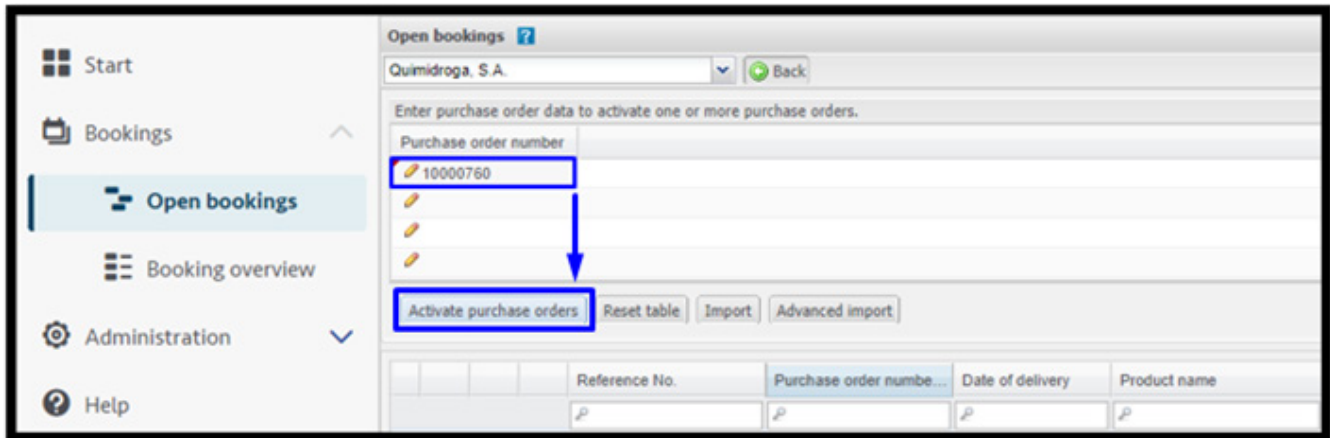 Start
Bookings
Open bookings
Booking overview
Administration
Help
Open bookings ?
Quimidroga, S.A. Back
Enter purchase order data to activate one or more purchase orders.
Purchase order number
10000760
Activate purchase orders Reset table Import Advanced import
Reference No. Purchase order numbe... Date of delivery Product name